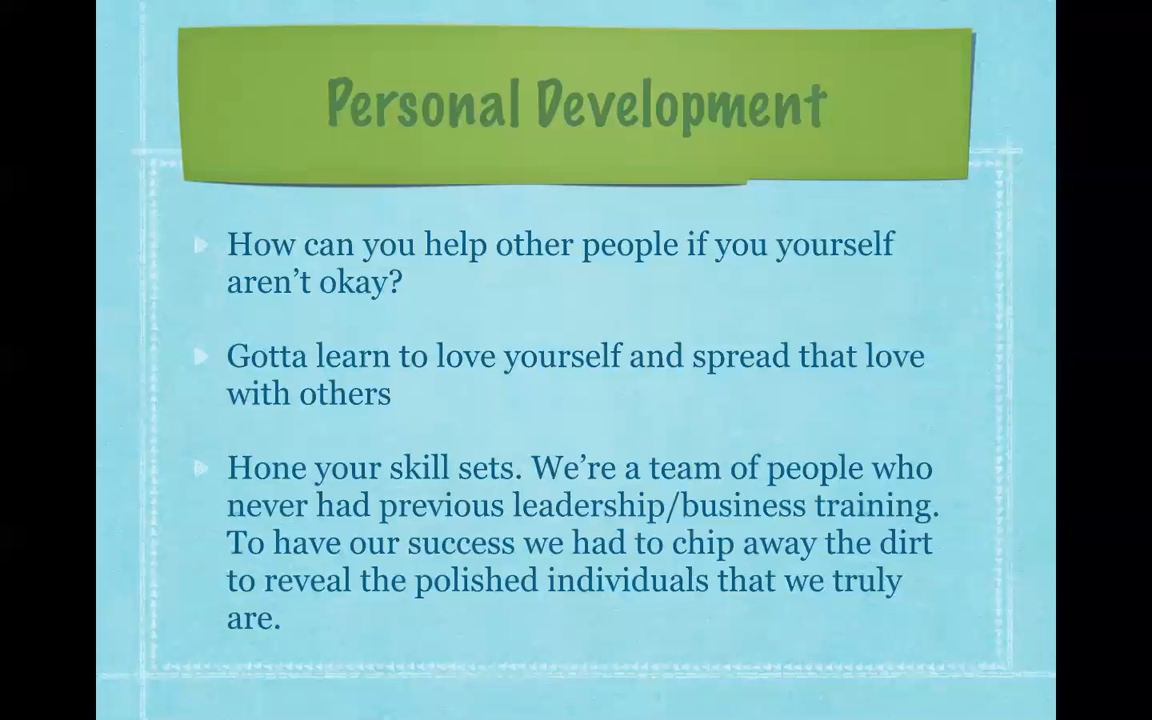 Personal Development
How can you help other people if you yourself
aren’t okay?
Gotta learn to love yourself and spread that love
with others
Hone your skill sets. We’re a team of people who
never had previous leadership/business training.
To have our success we had to chip away the dirt
to reveal the polished individuals that we truly
are.